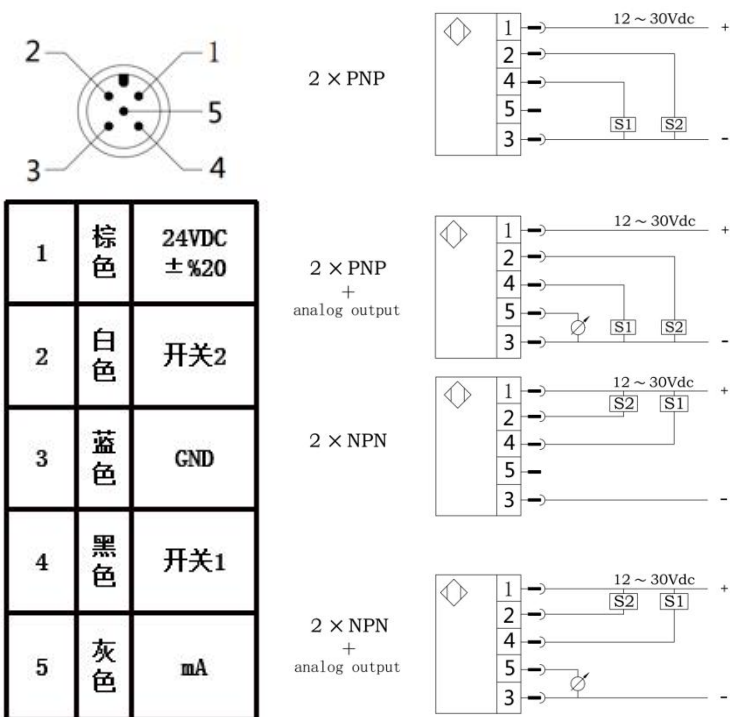 2
1
5
3
4
1 棕色 24VDC ±%20
2 白色 开关2
3 蓝色 GND
4 黑色 开关1
5 灰色 mA
2 × PNP
1
2
4
5
3
12 ~ 30Vdc
+
S1 S2
-
2 × PNP
+
analog output
1
2
4
5
3
12 ~ 30Vdc
+
S1 S2
-
2 × NPN
1
2
4
5
3
12 ~ 30Vdc
+
S2 S1
-
2 × NPN
+
analog output
1
2
4
5
3
12 ~ 30Vdc
+
S2 S1
-